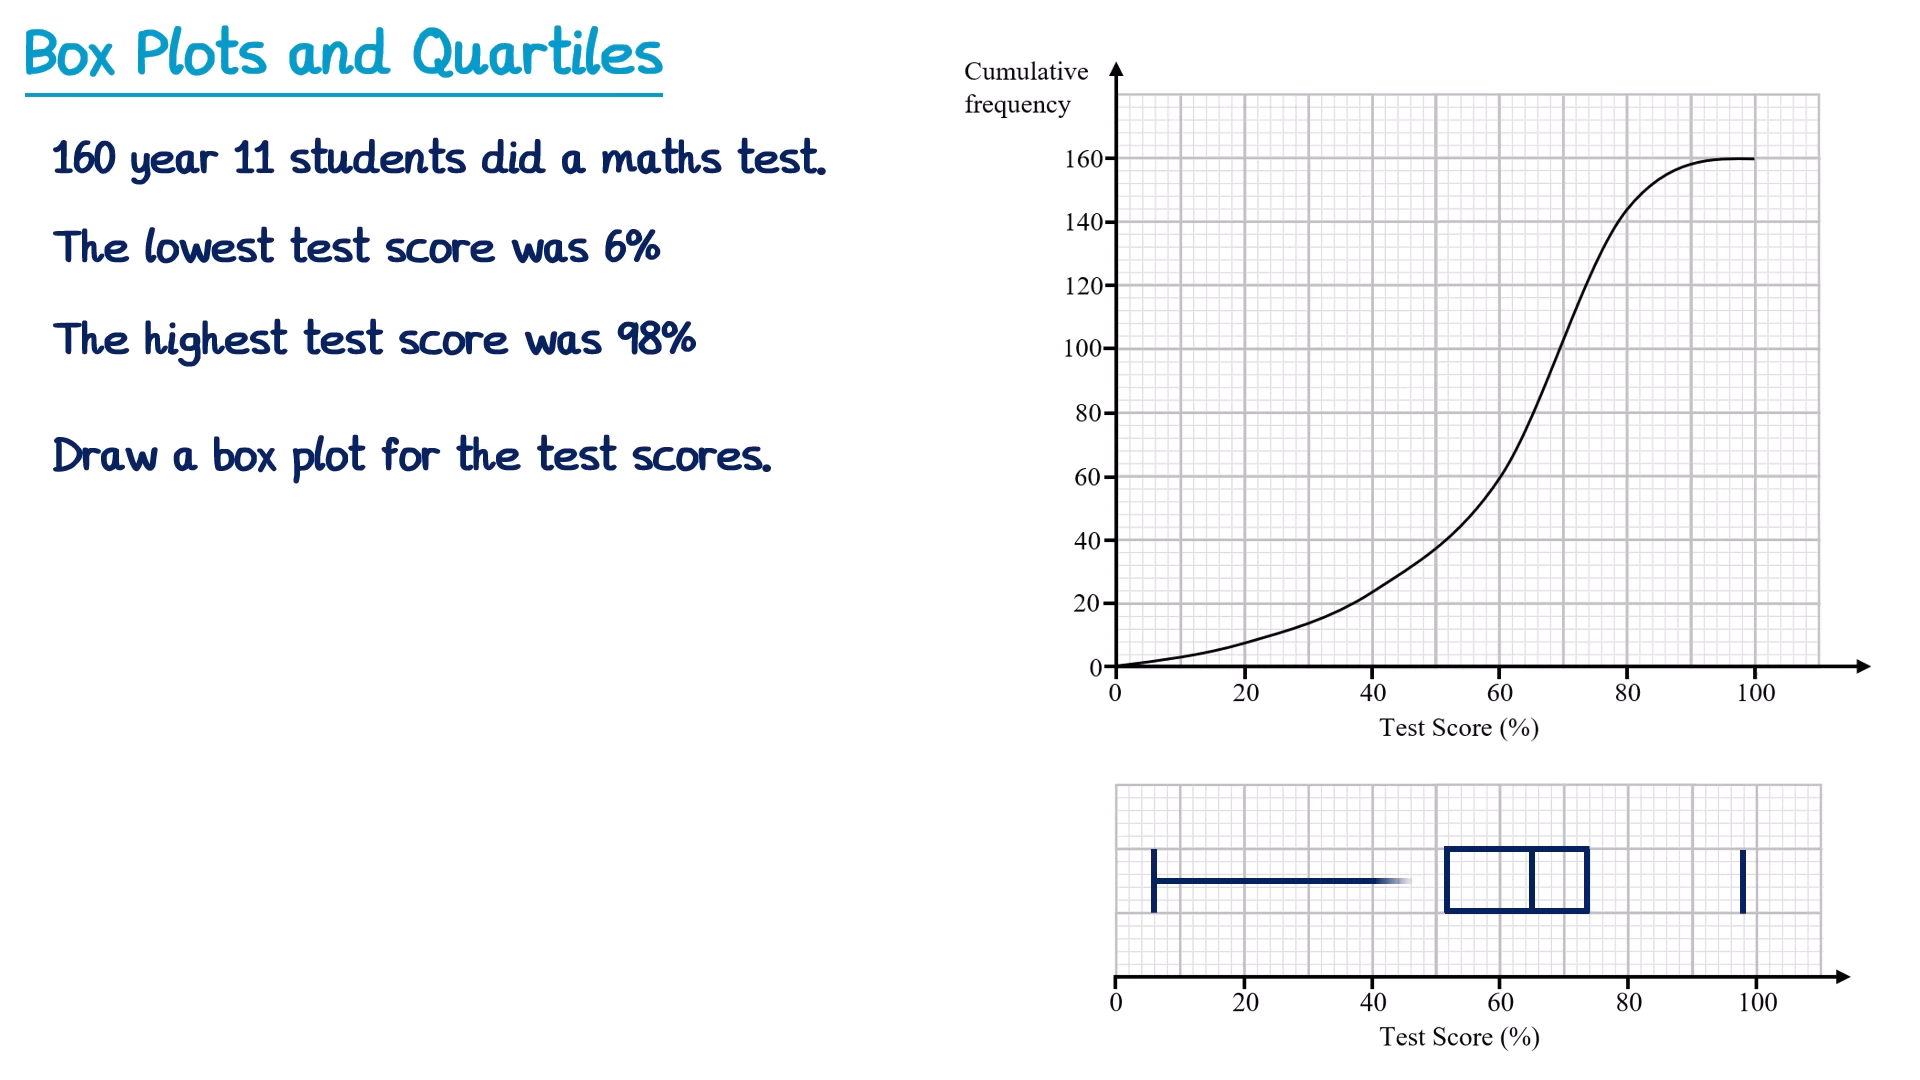 Box Plots and Quartiles
160 year 11 students did a maths test.
The lowest test score was 6%
The highest test score was 98%
Draw a box plot for the test scores.
Cumulative
frequency
160
140
120
100
80
60
40
20
0
0 20 40 60 80 100
Test Score (%)
0 20 40 60 80 100
Test Score (%)